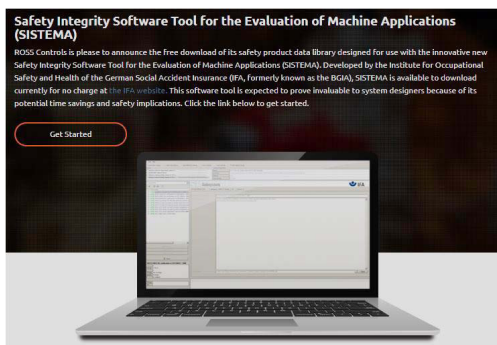 Safety Integrity Software Tool for the Evaluation of Machine Applications
(SISTEMA)
ROSS Controls is please to announce the free download of its safety product data library designed for use with the innovative new
Safety Integrity Software Tool for the Evaluation of Machine Applications (SISTEMA). Developed by the Institute for Occupational
Safety and Health of the German Social Accident Insurance (IFA, formerly known as the BGIA), SISTEMA is available to download
currently for no charge at the IFA website. This software tool is expected to prove invaluable to system designers because of its
potential time savings and safety implications. Click the link below to get started.
Get Started
IFA